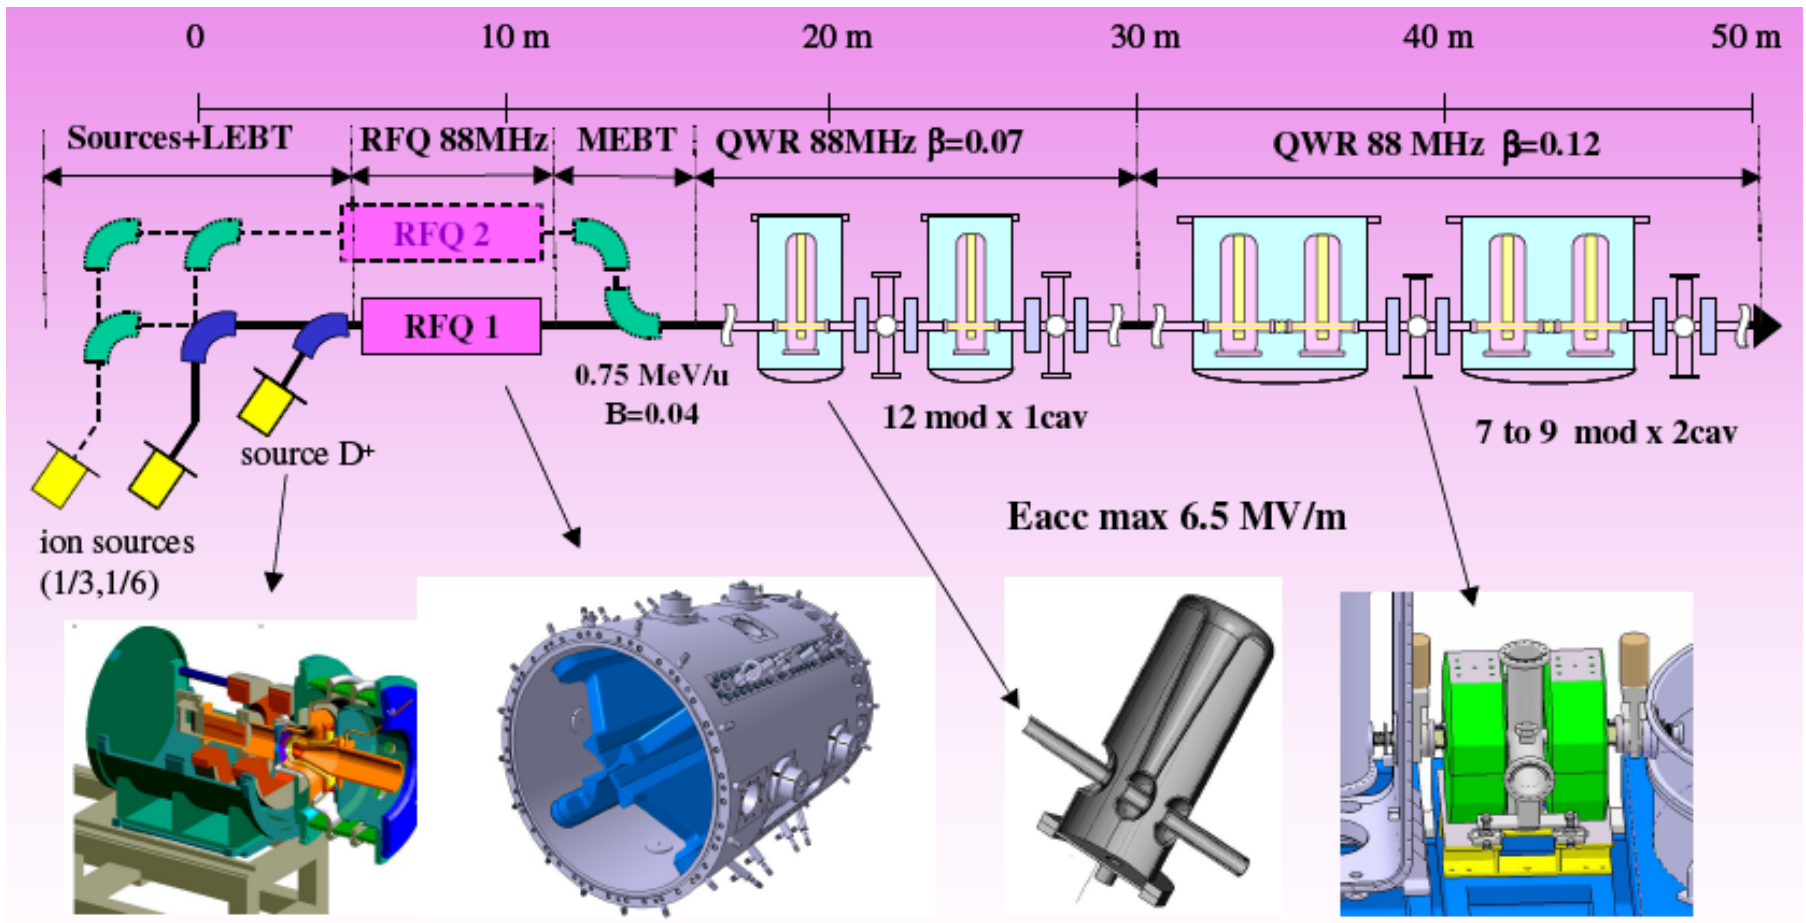 0 10 m 20 m 30 m 40 m 50 m
Sources+LEBT RFQ 88MHz MEBT QWR 88MHz β=0.07 QWR 88 MHz β=0.12
RFQ 2
RFQ 1
0.75 MeV/u
B=0.04
12 mod x 1cav
7 to 9 mod x 2cav
source D+
Eacc max 6.5 MV/m
ion sources
(1/3,1/6)